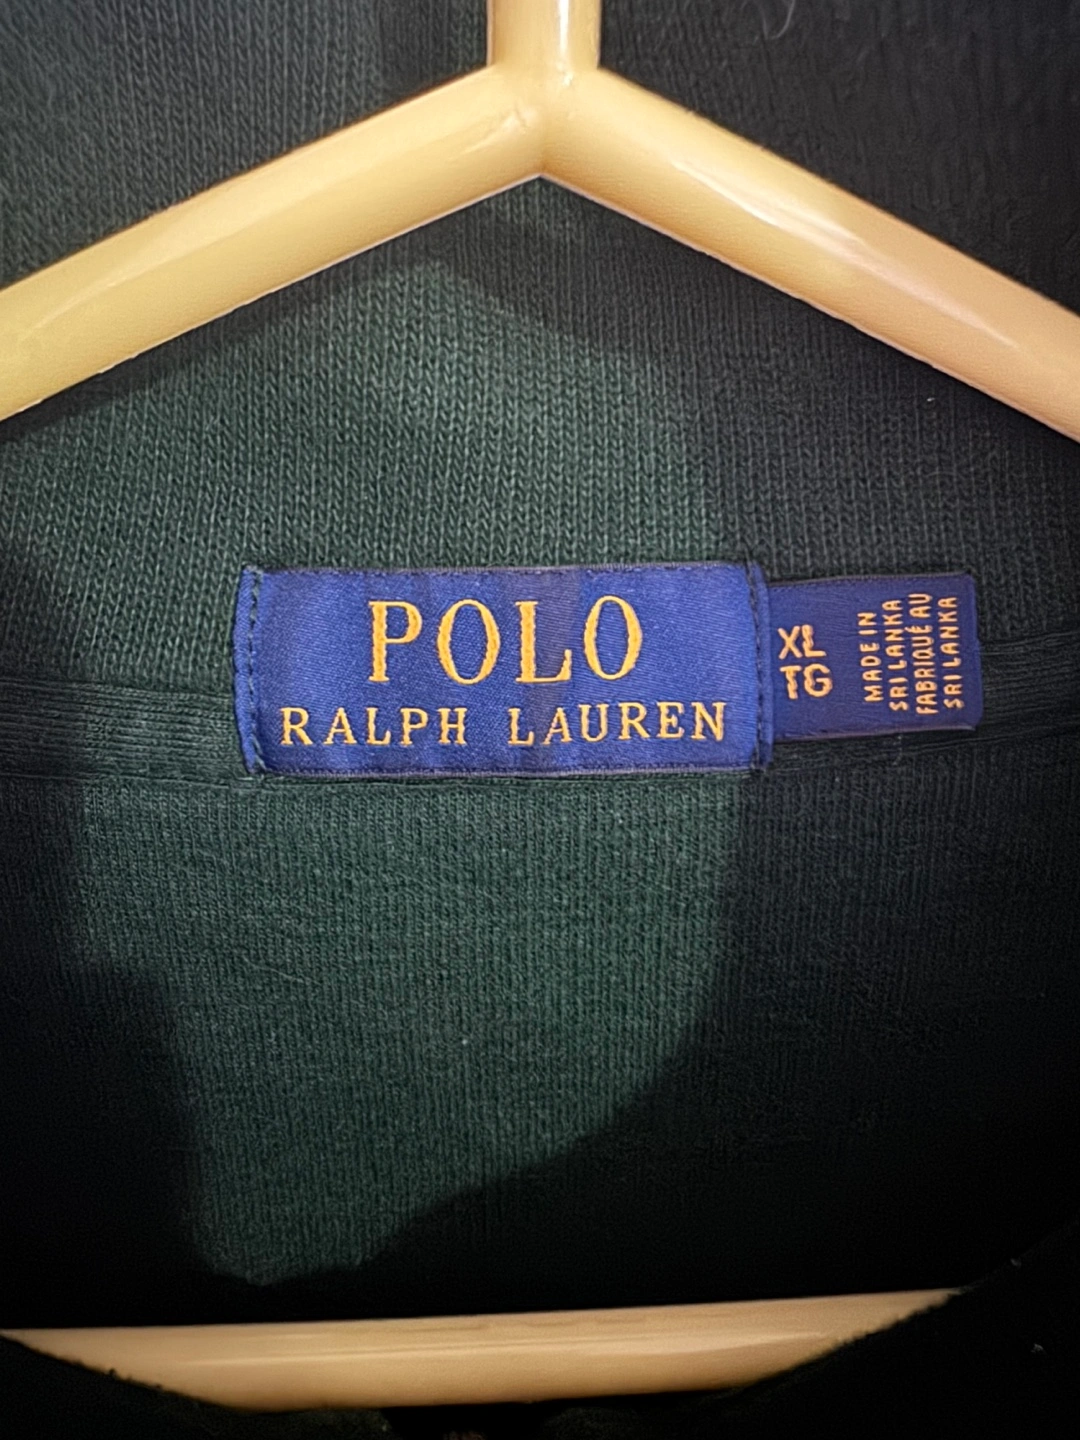 POLO
RALPH LAUREN
XL
TG
MADE IN
SRI LANKA
FABRIQUÉ AU
SRI LANKA